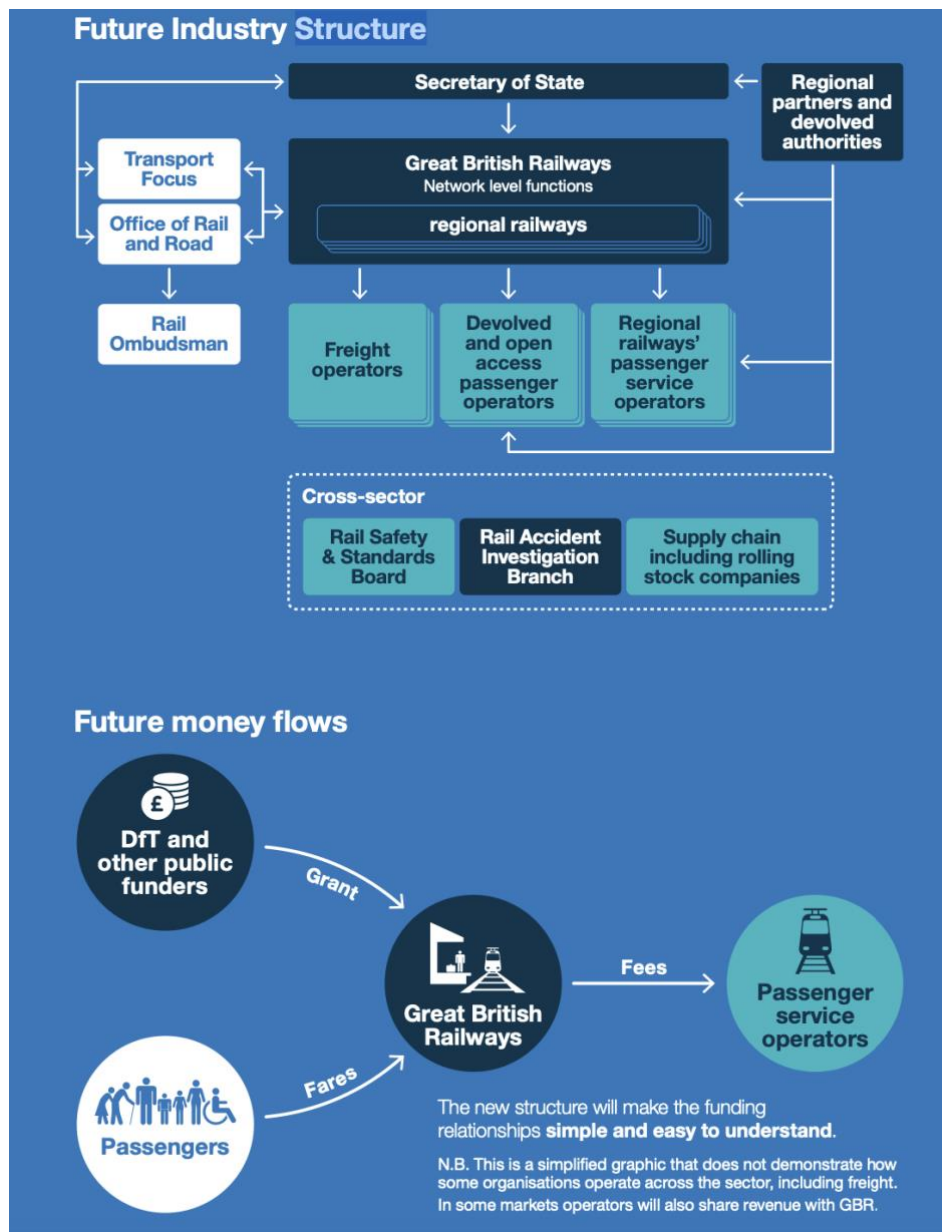 Future Industry Structure
Secretary of State
Regional
partners and
devolved
authorities
Transport
Focus
Office of Rail
and Road
Rail
Ombudsman
Great British Railways
Network level functions
regional railways
Freight
operators
Devolved
and open
access
passenger
operators
Regional
railways’
passenger
service
operators
Cross-sector
Rail Safety
& Standards
Board
Rail Accident
Investigation
Branch
Supply chain
including rolling
stock companies
Future money flows
£
DfT and
other public
funders
Grant
Great British
Railways
Fees
Passenger
service
operators
Fares
Passengers
The new structure will make the funding
relationships simple and easy to understand.
N.B. This is a simplified graphic that does not demonstrate how
some organisations operate across the sector, including freight.
In some markets operators will also share revenue with GBR.